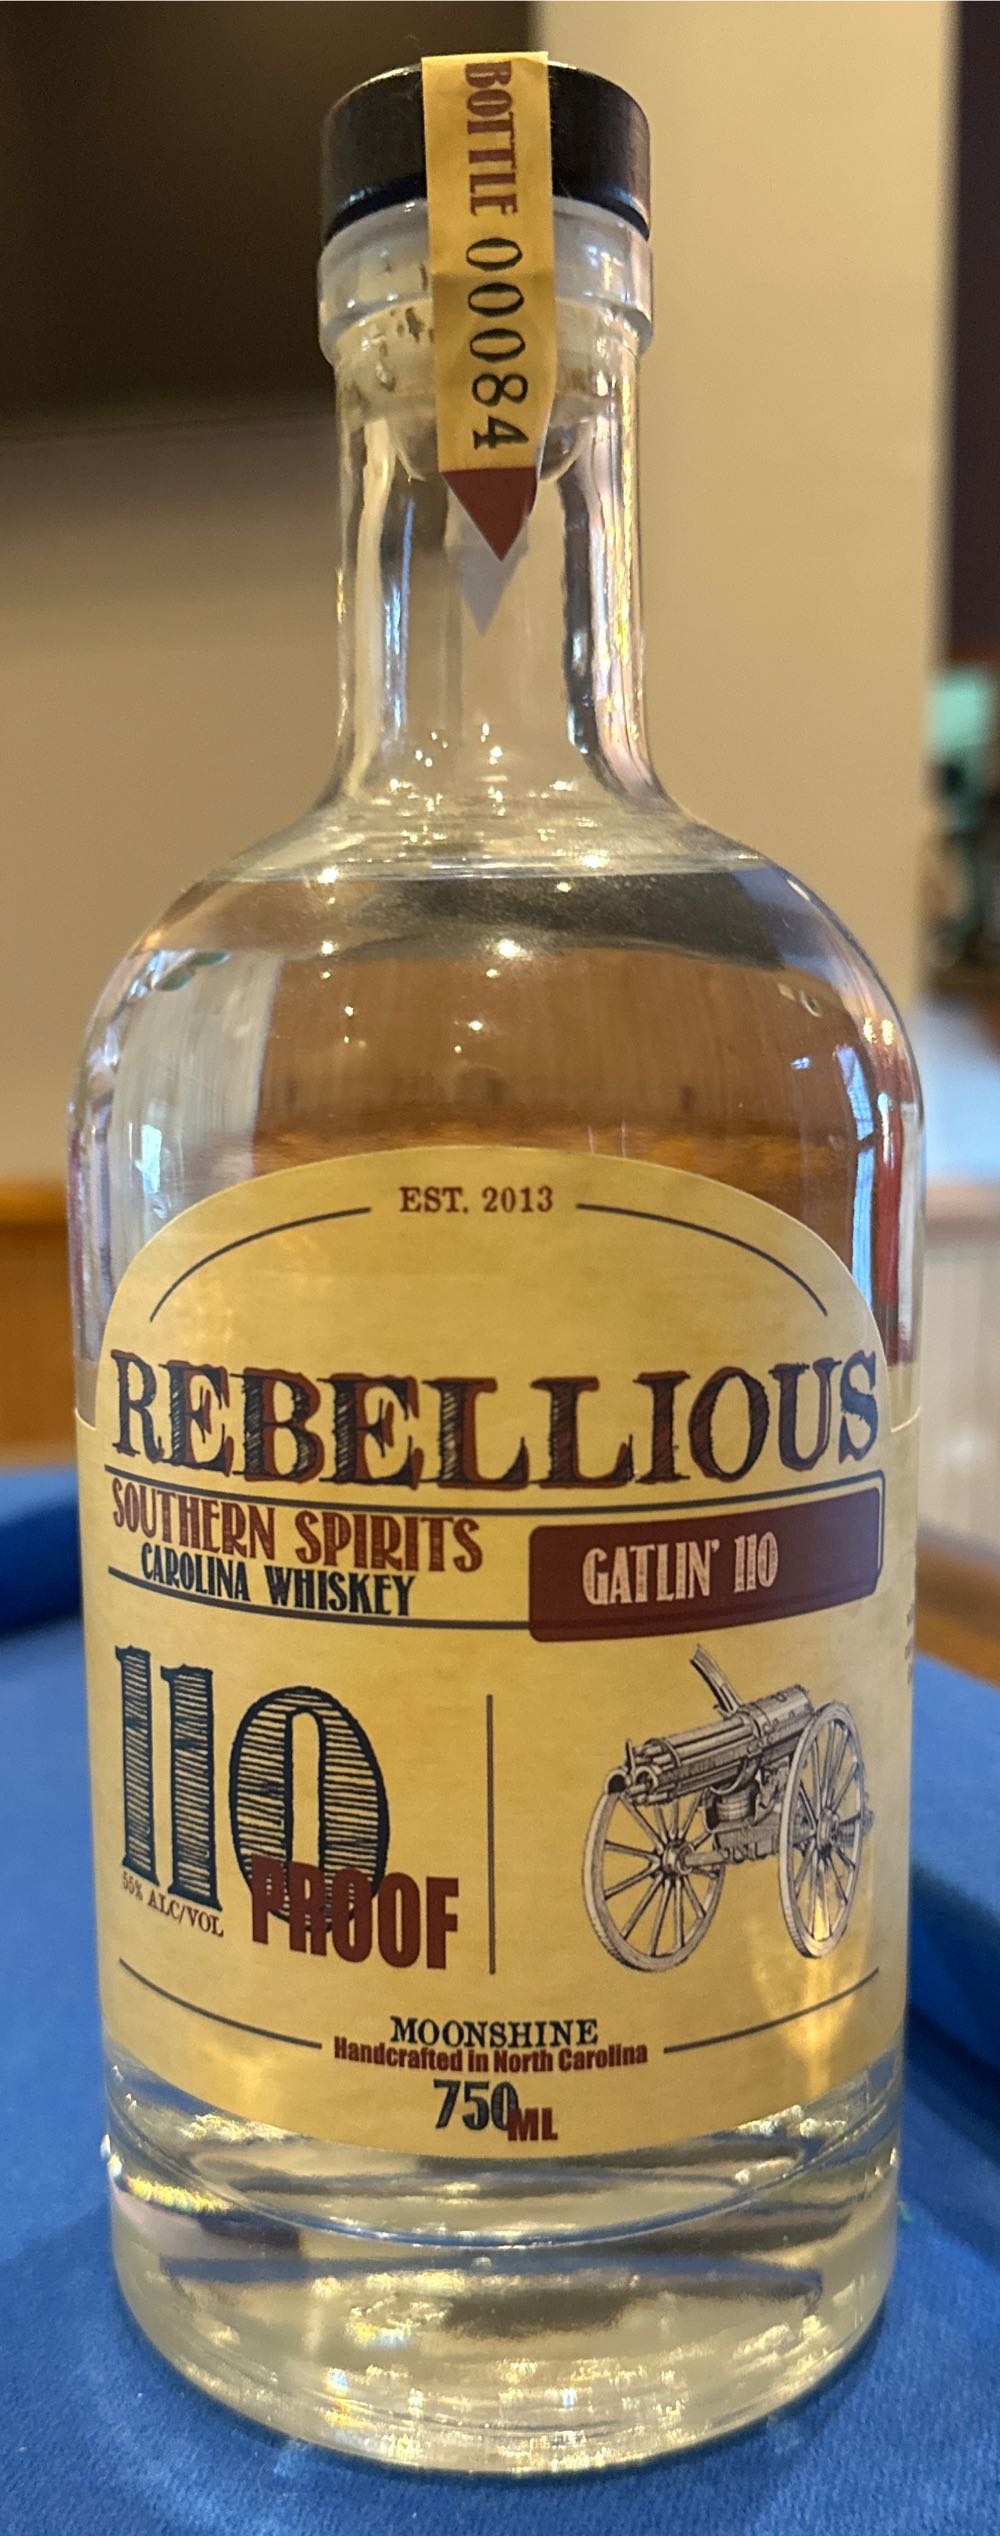 BOTTLE 00084
EST. 2013
REBELLIOUS
SOUTHERN SPIRITS
CAROLINA WHISKEY
GATLIN' 110
110
PROOF
55% ALC/VOL
MOONSHINE
Handcrafted in North Carolina
750ML